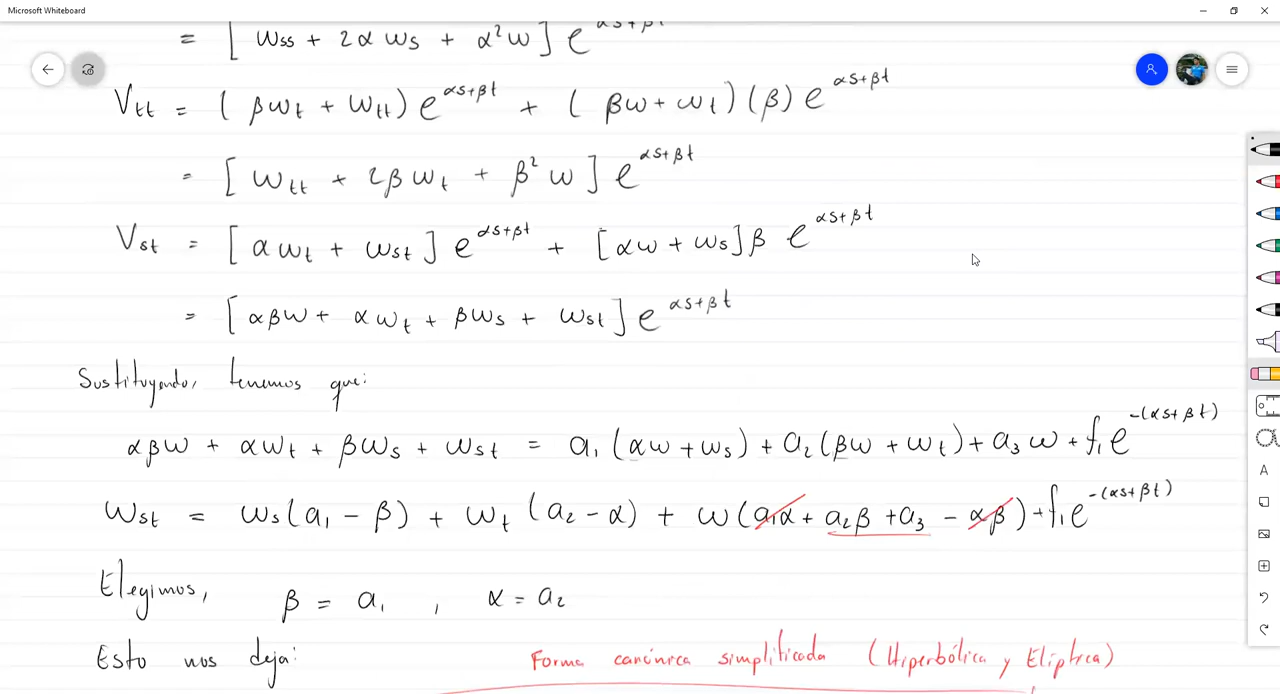 Microsoft Whiteboard
= [ wss + 2α ws + α²w ] e^(αs+βt)
Vtt = ( βwt + wtt ) e^(αs+βt) + ( βw + wt )(β) e^(αs+βt)
= [ wtt + 2β wt + β² w ] e^(αs+βt)
Vst = [ α wt + wst ] e^(αs+βt) + [αw + ws] β e^(αs+βt)
= [ αβw + αwt + βws + wst ] e^(αs+βt)
Sustituyendo, tenemos que:
αβw + αwt + βws + wst = a₁(αw + ws) + a₂(βw + wt) + a₃w + f₁e^-(αs+βt)
wst = ws(a₁ - β) + wt (a₂ - α) + w(a₁α + a₂β + a₃ - αβ) + f₁e^-(αs+βt)
Elegimos, β = a₁ , α = a₂
Esto nos deja: Forma canónica simplificada (Hiperbólica y Elíptica)
A